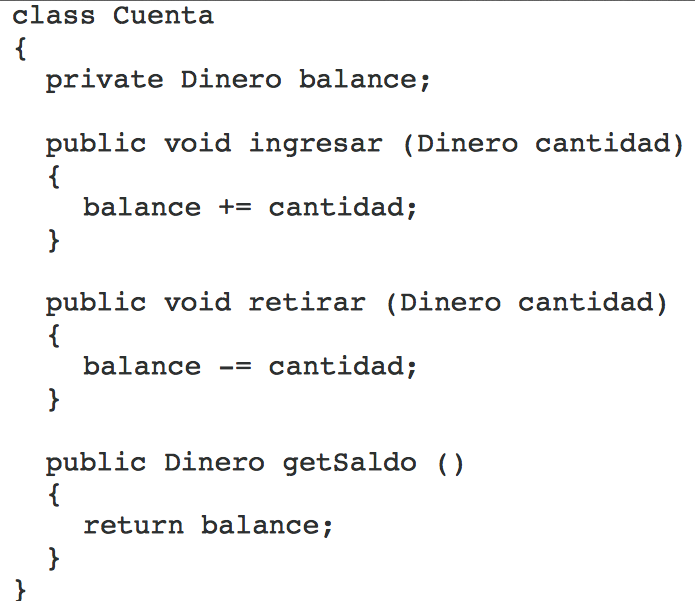 class Cuenta
{
  private Dinero balance;

  public void ingresar (Dinero cantidad)
  {
    balance += cantidad;
  }

  public void retirar (Dinero cantidad)
  {
    balance -= cantidad;
  }

  public Dinero getSaldo ()
  {
    return balance;
  }
}